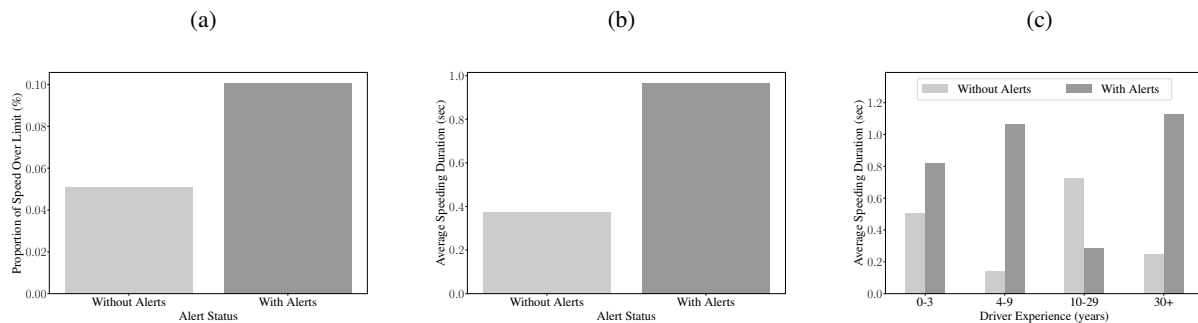 (a)
Proportion of Speed Over Limit (%)
0.10
0.08
0.06
0.04
0.02
0.00
Without Alerts With Alerts
Alert Status
(b)
Average Speeding Duration (sec)
1.0
0.8
0.6
0.4
0.2
0.0
Without Alerts With Alerts
Alert Status
(c)
Average Speeding Duration (sec)
Without Alerts With Alerts
1.2
1.0
0.8
0.6
0.4
0.2
0.0
0-3 4-9 10-29 30+
Driver Experience (years)